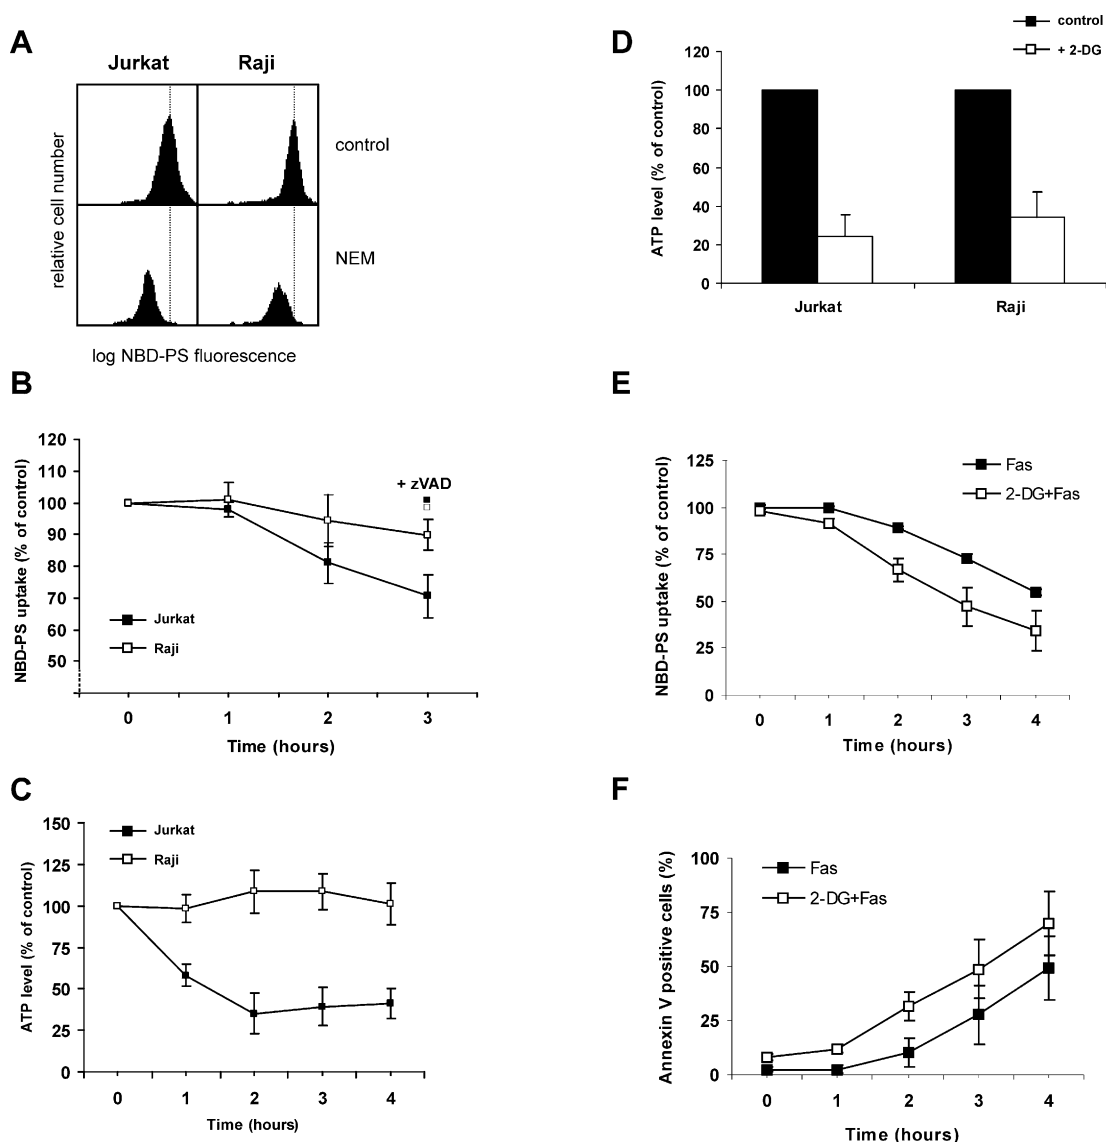 A
Jurkat Raji
relative cell number
control
NEM
log NBD-PS fluorescence
B
NBD-PS uptake (% of control)
120
110
100
90
80
70
60
50
+ zVAD
Jurkat
Raji
0 1 2 3
Time (hours)
C
ATP level (% of control)
150
125
100
75
50
25
0
Jurkat
Raji
0 1 2 3 4
Time (hours)
D
control
+ 2-DG
ATP level (% of control)
120
100
80
60
40
20
0
Jurkat Raji
E
NBD-PS uptake (% of control)
125
100
75
50
25
0
Fas
2-DG+Fas
0 1 2 3 4
Time (hours)
F
Annexin V positive cells (%)
100
75
50
25
0
Fas
2-DG+Fas
0 1 2 3 4
Time (hours)